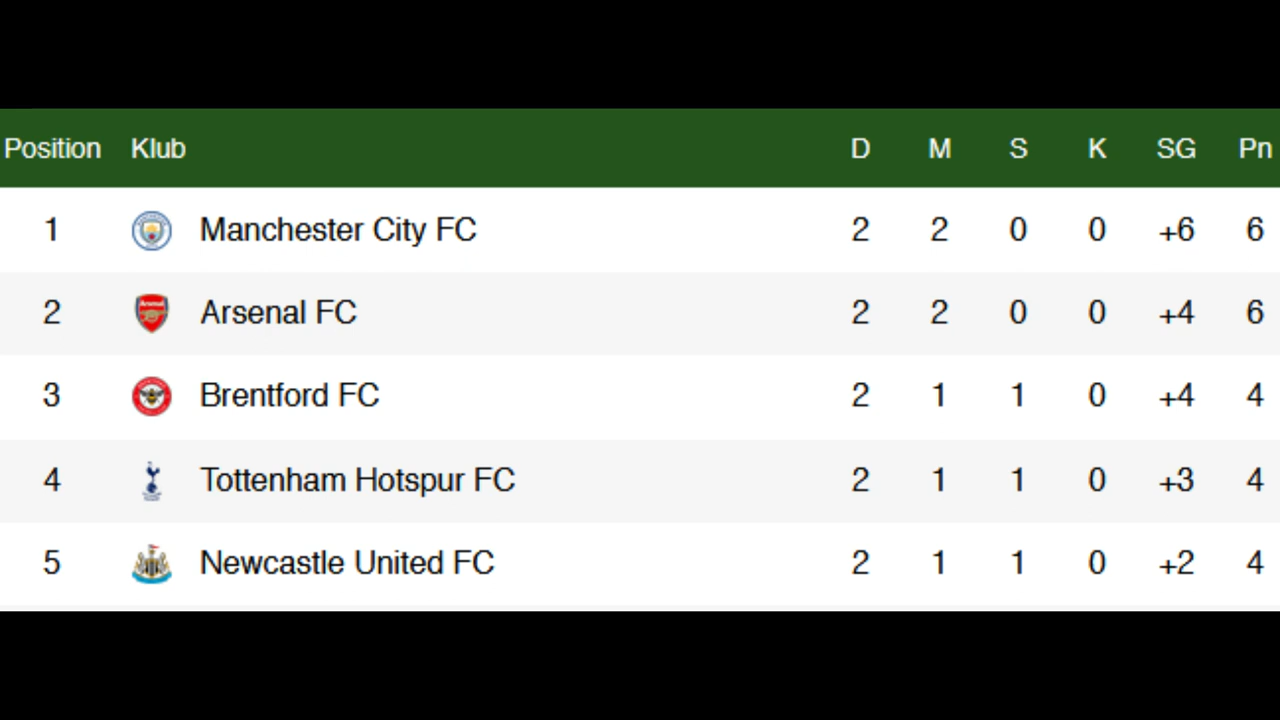 Position Klub D M S K SG Pn
1 Manchester City FC 2 2 0 0 +6 6
2 Arsenal FC 2 2 0 0 +4 6
3 Brentford FC 2 1 1 0 +4 4
4 Tottenham Hotspur FC 2 1 1 0 +3 4
5 Newcastle United FC 2 1 1 0 +2 4